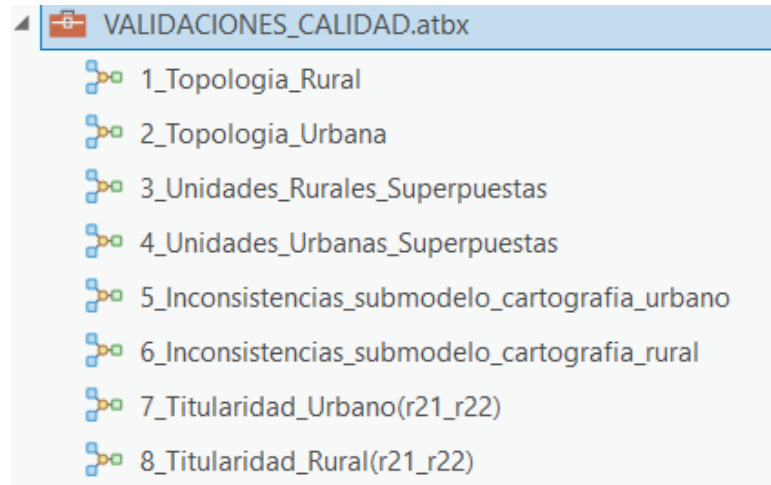 VALIDACIONES_CALIDAD.atbx
1_Topologia_Rural
2_Topologia_Urbana
3_Unidades_Rurales_Superpuestas
4_Unidades_Urbanas_Superpuestas
5_Inconsistencias_submodelo_cartografia_urbano
6_Inconsistencias_submodelo_cartografia_rural
7_Titularidad_Urbano(r21_r22)
8_Titularidad_Rural(r21_r22)